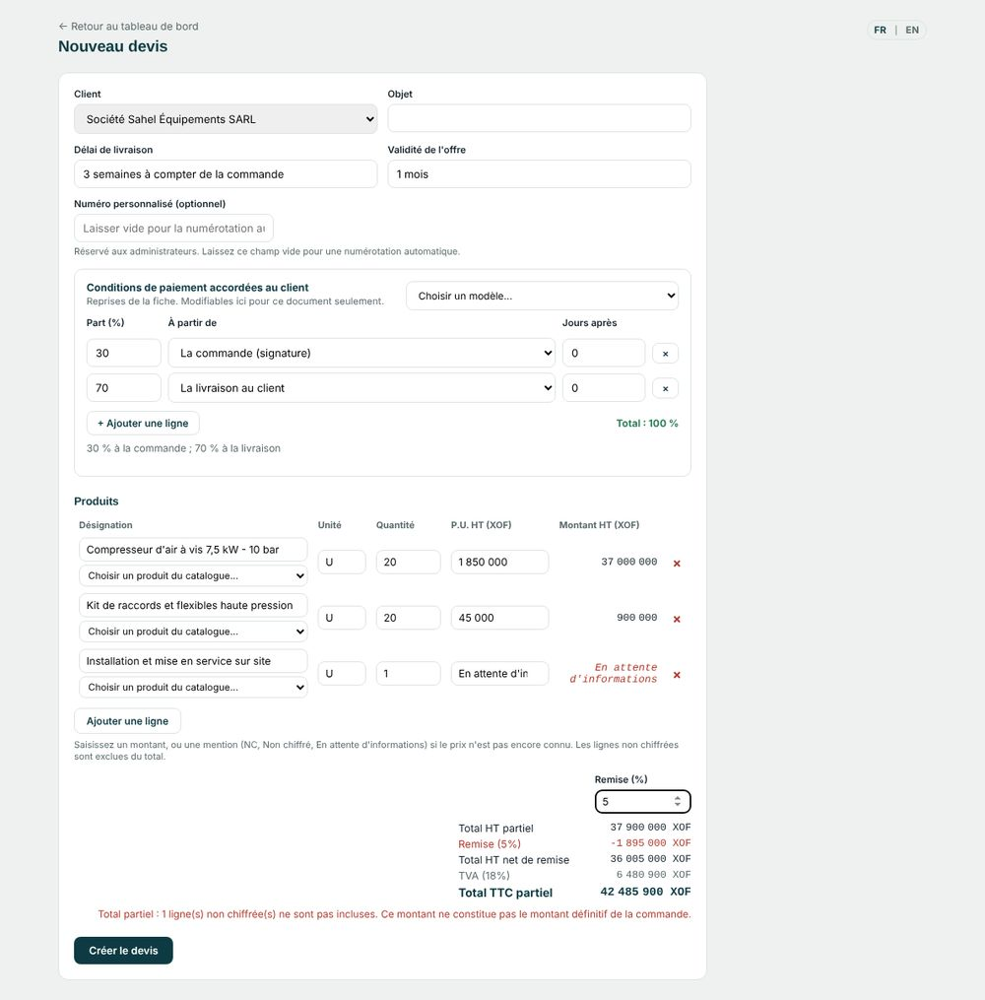 ← Retour au tableau de bord
FR | EN
Nouveau devis
Client
Objet
Société Sahel Équipements SARL
Délai de livraison
Validité de l'offre
3 semaines à compter de la commande
1 mois
Numéro personnalisé (optionnel)
Laisser vide pour la numérotation au
Réservé aux administrateurs. Laissez ce champ vide pour une numérotation automatique.
Conditions de paiement accordées au client
Reprises de la fiche. Modifiables ici pour ce document seulement.
Choisir un modèle...
Part (%)
À partir de
Jours après
30
La commande (signature)
0
×
70
La livraison au client
0
×
+ Ajouter une ligne
Total : 100 %
30 % à la commande ; 70 % à la livraison
Produits
Désignation
Unité
Quantité
P.U. HT (XOF)
Montant HT (XOF)
Compresseur d'air à vis 7,5 kW - 10 bar
Choisir un produit du catalogue...
U
20
1 850 000
37 000 000
×
Kit de raccords et flexibles haute pression
Choisir un produit du catalogue...
U
20
45 000
900 000
×
Installation et mise en service sur site
Choisir un produit du catalogue...
U
1
En attente d'in
En attente
d'informations
×
Ajouter une ligne
Saisissez un montant, ou une mention (NC, Non chiffré, En attente d'informations) si le prix n'est pas encore connu. Les lignes non chiffrées
sont exclues du total.
Remise (%)
5
Total HT partiel 37 900 000 XOF
Remise (5%) -1 895 000 XOF
Total HT net de remise 36 005 000 XOF
TVA (18%) 6 480 900 XOF
Total TTC partiel 42 485 900 XOF
Total partiel : 1 ligne(s) non chiffrée(s) ne sont pas incluses. Ce montant ne constitue pas le montant définitif de la commande.
Créer le devis